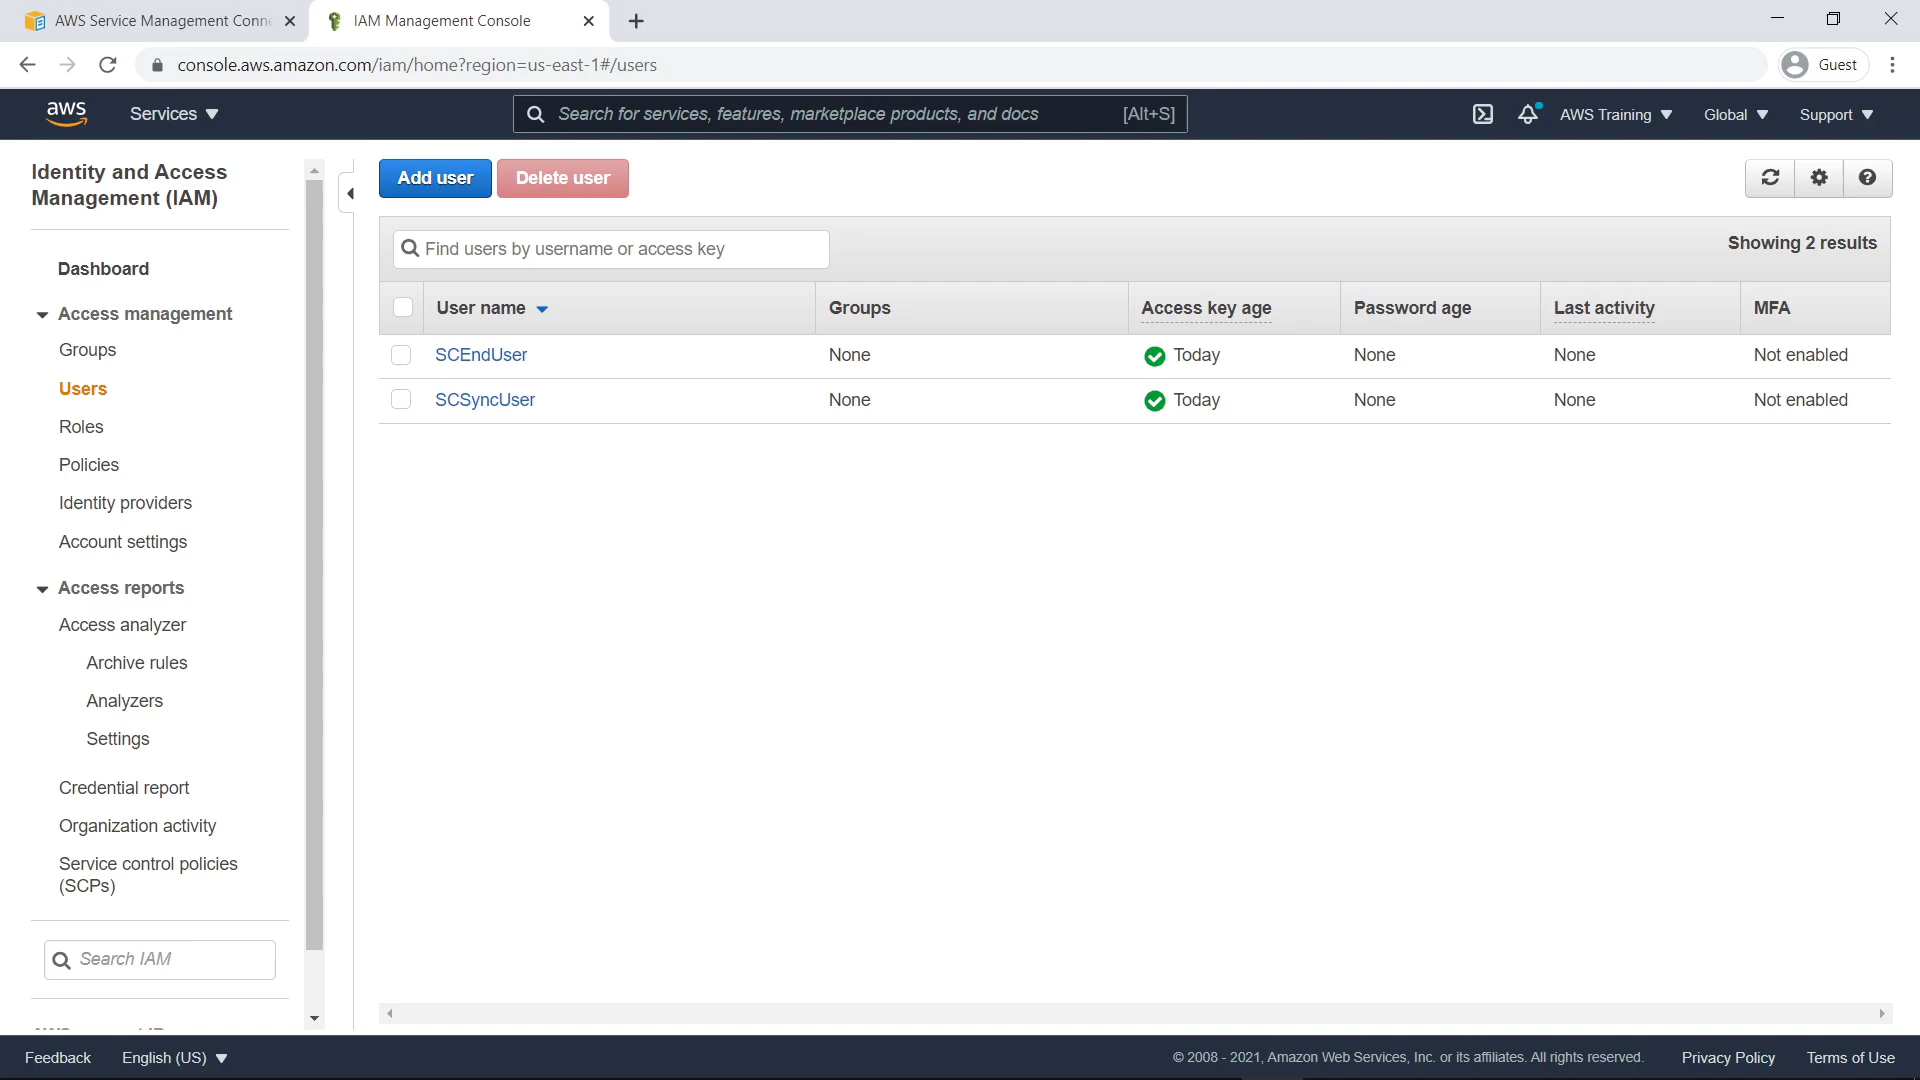 AWS Service Management Conne
IAM Management Console
console.aws.amazon.com/iam/home?region=us-east-1#/users
Guest
aws
Services
Search for services, features, marketplace products, and docs [Alt+S]
AWS Training
Global
Support
Identity and Access
Management (IAM)
Dashboard
Access management
Groups
Users
Roles
Policies
Identity providers
Account settings
Access reports
Access analyzer
Archive rules
Analyzers
Settings
Credential report
Organization activity
Service control policies
(SCPs)
Search IAM
Add user
Delete user
Find users by username or access key
Showing 2 results
User name Groups Access key age Password age Last activity MFA
SCEndUser None Today None None Not enabled
SCSyncUser None Today None None Not enabled
Feedback
English (US)
© 2008 - 2021, Amazon Web Services, Inc. or its affiliates. All rights reserved.
Privacy Policy
Terms of Use